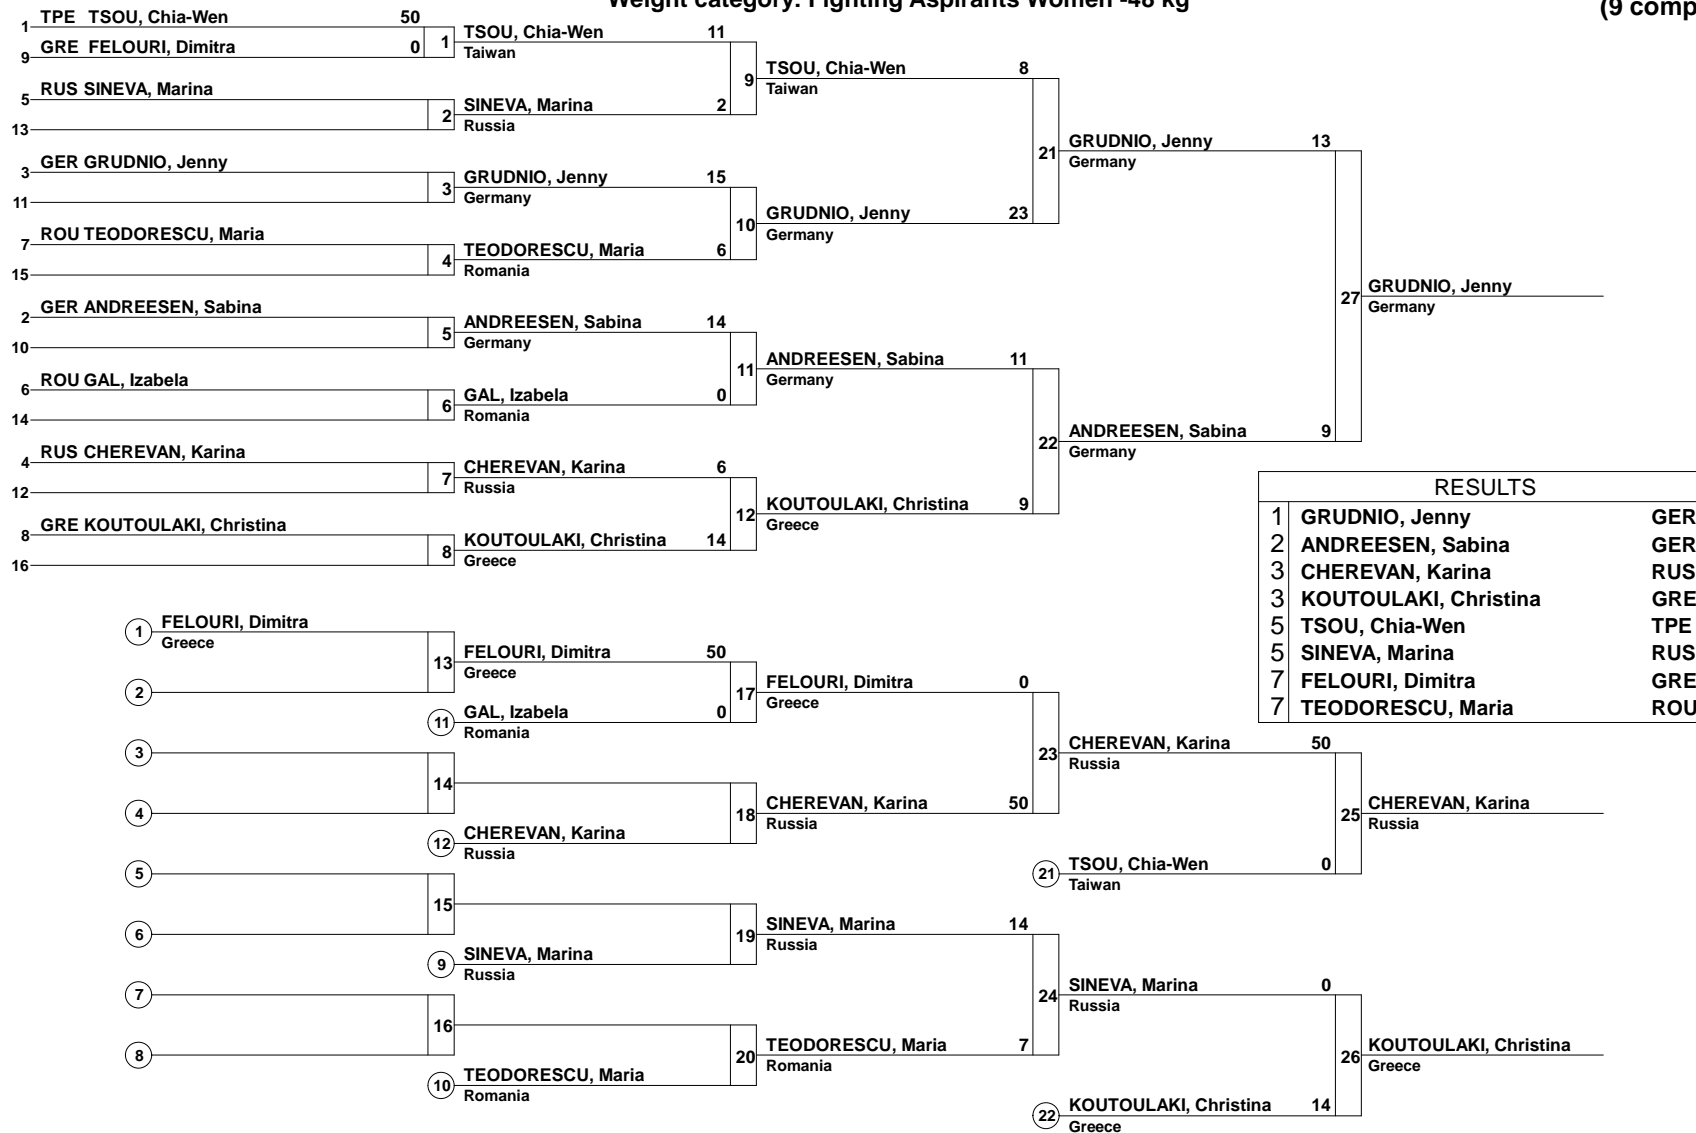 Weight category: Fighting Aspirants Women -48 kg
(9 comp
1 TPE TSOU, Chia-Wen 50
9 GRE FELOURI, Dimitra 0
1 TSOU, Chia-Wen 11
Taiwan
5 RUS SINEVA, Marina
13
2 SINEVA, Marina 2
Russia
9 TSOU, Chia-Wen 8
Taiwan
3 GER GRUDNIO, Jenny
11
3 GRUDNIO, Jenny 15
Germany
7 ROU TEODORESCU, Maria
15
4 TEODORESCU, Maria 6
Romania
10 GRUDNIO, Jenny 23
Germany
21 GRUDNIO, Jenny 13
Germany
2 GER ANDREESEN, Sabina
10
5 ANDREESEN, Sabina 14
Germany
6 ROU GAL, Izabela
14
6 GAL, Izabela 0
Romania
11 ANDREESEN, Sabina 11
Germany
4 RUS CHEREVAN, Karina
12
7 CHEREVAN, Karina 6
Russia
8 GRE KOUTOULAKI, Christina
16
8 KOUTOULAKI, Christina 14
Greece
12 KOUTOULAKI, Christina 9
Greece
22 ANDREESEN, Sabina 9
Germany
27 GRUDNIO, Jenny
Germany
RESULTS
1 GRUDNIO, Jenny GER
2 ANDREESEN, Sabina GER
3 CHEREVAN, Karina RUS
3 KOUTOULAKI, Christina GRE
5 TSOU, Chia-Wen TPE
5 SINEVA, Marina RUS
7 FELOURI, Dimitra GRE
7 TEODORESCU, Maria ROU
1 FELOURI, Dimitra
Greece
2
13 FELOURI, Dimitra 50
Greece
11 GAL, Izabela 0
Romania
17 FELOURI, Dimitra 0
Greece
3
4
14
12 CHEREVAN, Karina
Russia
18 CHEREVAN, Karina 50
Russia
23 CHEREVAN, Karina 50
Russia
21 TSOU, Chia-Wen 0
Taiwan
25 CHEREVAN, Karina
Russia
5
6
15
9 SINEVA, Marina
Russia
19 SINEVA, Marina 14
Russia
7
8
16
10 TEODORESCU, Maria
Romania
20 TEODORESCU, Maria 7
Romania
24 SINEVA, Marina 0
Russia
22 KOUTOULAKI, Christina 14
Greece
26 KOUTOULAKI, Christina
Greece